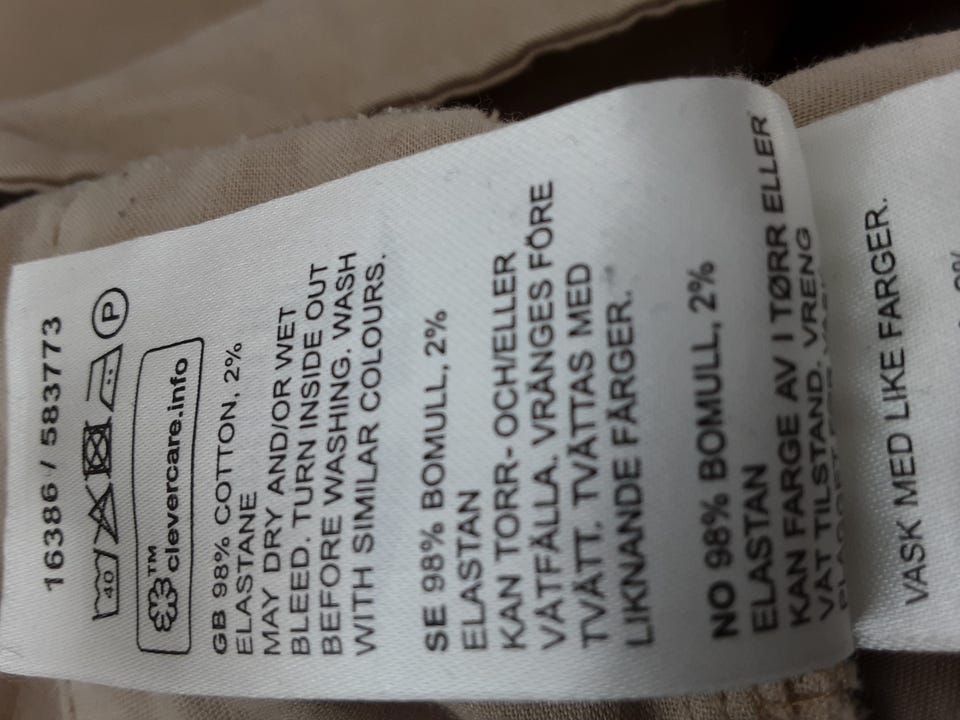 16386 / 583773
40 P
TM clevercare.info
GB 98% COTTON, 2%
ELASTANE
MAY DRY AND/OR WET
BLEED. TURN INSIDE OUT
BEFORE WASHING. WASH
WITH SIMILAR COLOURS.
SE 98% BOMULL, 2%
ELASTAN
KAN TORR- OCH/ELLER
VÅTFÄLLA. VRÄNGES FÖRE
TVÄTT. TVÄTTAS MED
LIKNANDE FÄRGER.
NO 98% BOMULL, 2%
ELASTAN
KAN FARGE AV I TØRR ELLER
VÅT TILSTAND. VRENG
VASK MED LIKE FARGER.
2%